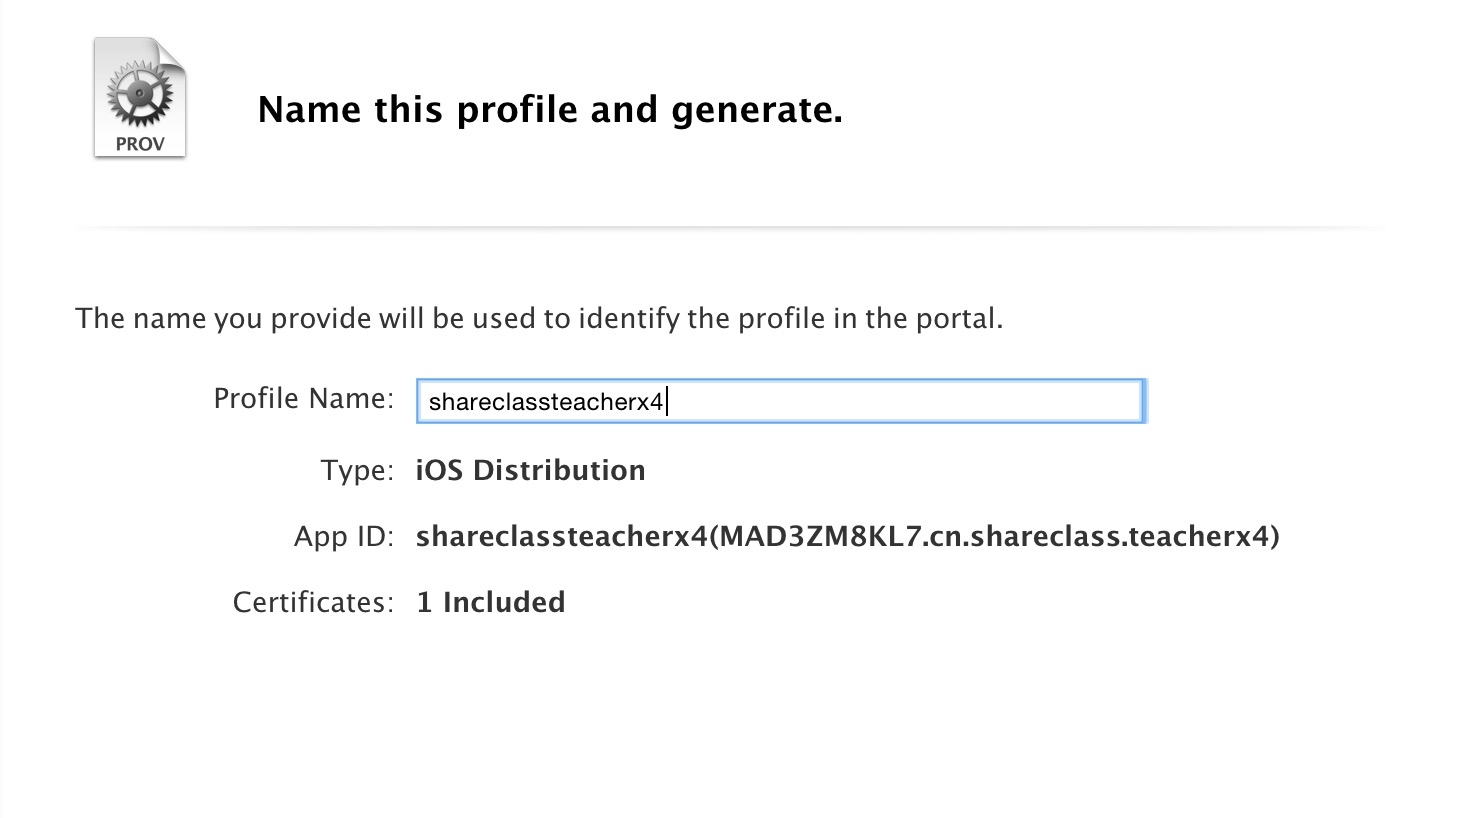 PROV
Name this profile and generate.
The name you provide will be used to identify the profile in the portal.
Profile Name: shareclassteacherx4
Type: iOS Distribution
App ID: shareclassteacherx4(MAD3ZM8KL7.cn.shareclass.teacherx4)
Certificates: 1 Included